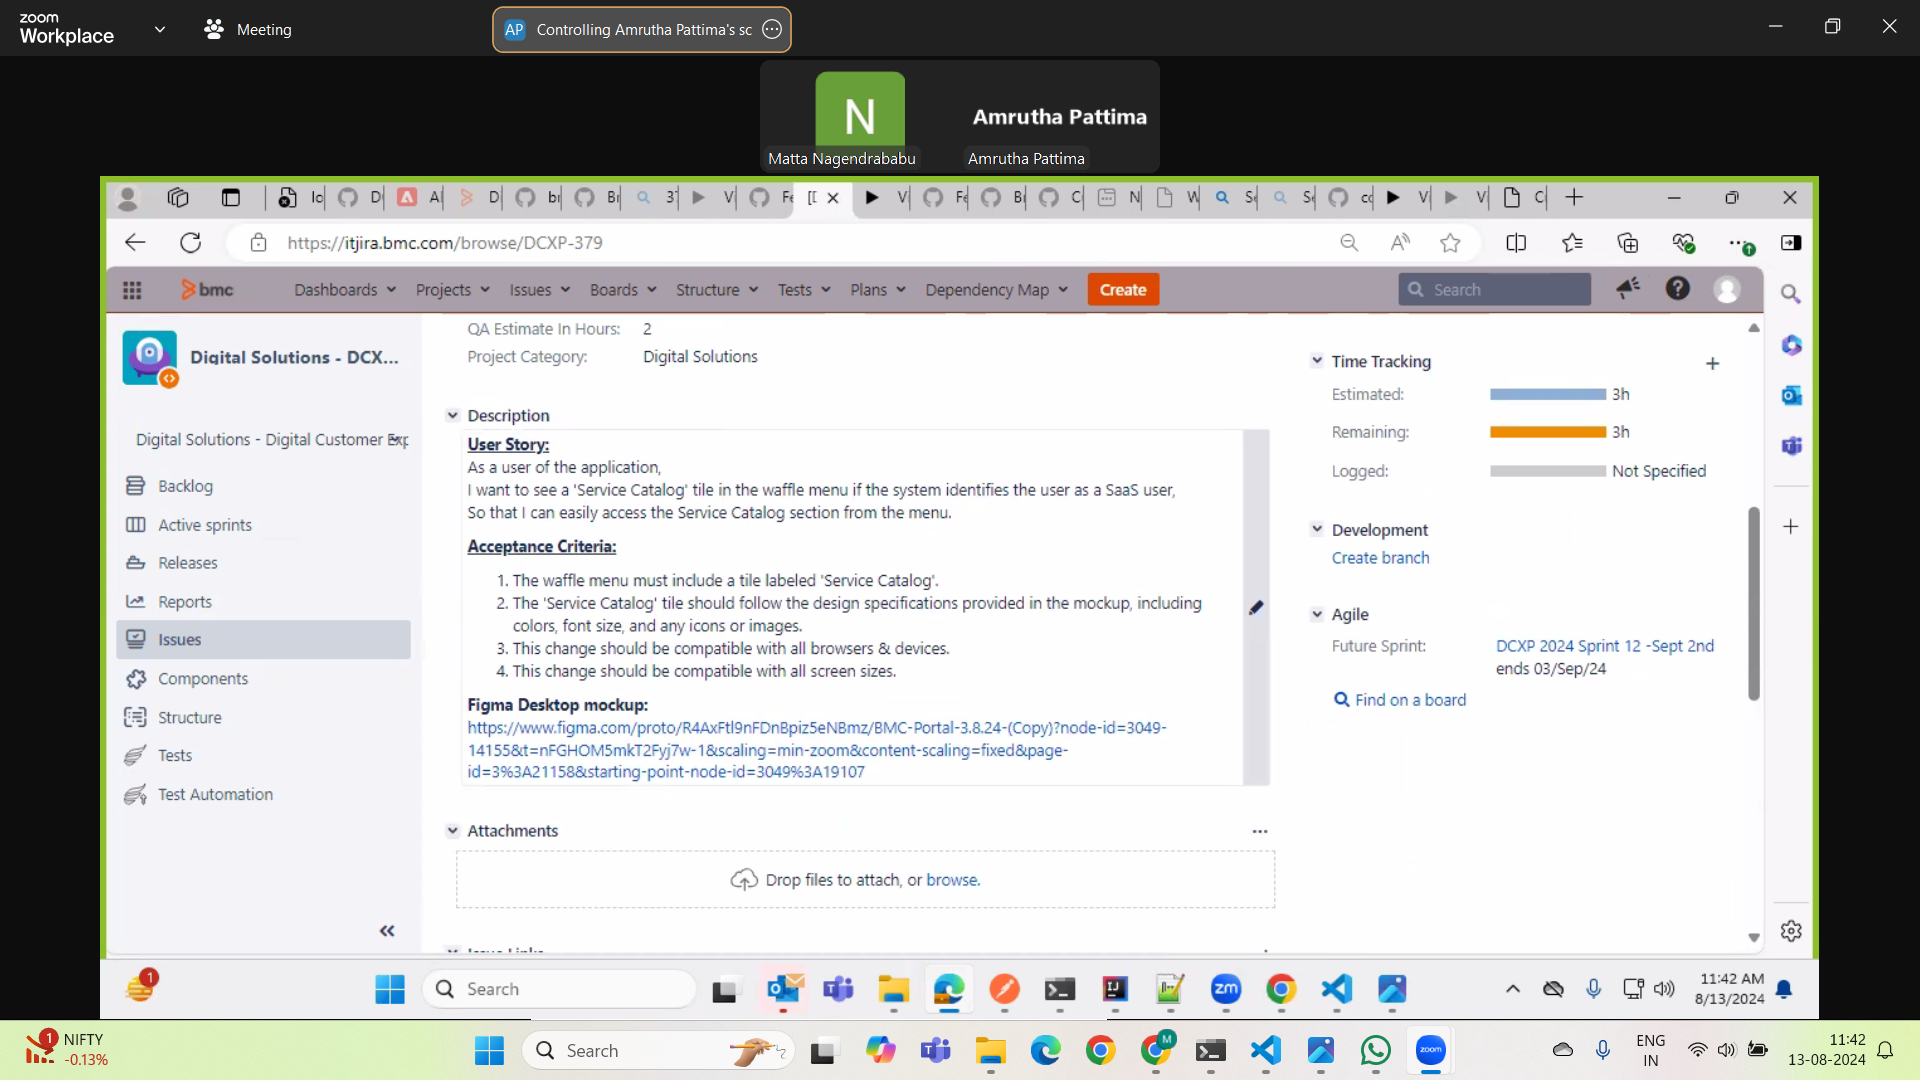 zoom
Workplace
Meeting
AP Controlling Amrutha Pattima's sc
N
Matta Nagendrababu
Amrutha Pattima
Amrutha Pattima
https://itjira.bmc.com/browse/DCXP-379
bmc Dashboards Projects Issues Boards Structure Tests Plans Dependency Map Create Search
Digital Solutions - DCX...
Digital Solutions - Digital Customer Exp
Backlog
Active sprints
Releases
Reports
Issues
Components
Structure
Tests
Test Automation
QA Estimate In Hours: 2
Project Category: Digital Solutions
Description
User Story:
As a user of the application,
I want to see a 'Service Catalog' tile in the waffle menu if the system identifies the user as a SaaS user,
So that I can easily access the Service Catalog section from the menu.
Acceptance Criteria:
1. The waffle menu must include a tile labeled 'Service Catalog'.
2. The 'Service Catalog' tile should follow the design specifications provided in the mockup, including
colors, font size, and any icons or images.
3. This change should be compatible with all browsers & devices.
4. This change should be compatible with all screen sizes.
Figma Desktop mockup:
https://www.figma.com/proto/R4AxFtl9nFDnBpiz5eNBmz/BMC-Portal-3.8.24-(Copy)?node-id=3049-
14155&t=nFGHOM5mkT2Fyj7w-1&scaling=min-zoom&content-scaling=fixed&page-
id=3%3A21158&starting-point-node-id=3049%3A19107
Attachments
Drop files to attach, or browse.
Time Tracking
Estimated: 3h
Remaining: 3h
Logged: Not Specified
Development
Create branch
Agile
Future Sprint: DCXP 2024 Sprint 12 -Sept 2nd
ends 03/Sep/24
Find on a board
1
Search
zm
11:42 AM
8/13/2024
1
NIFTY
-0.13%
Search
M
zoom
ENG
IN
11:42
13-08-2024